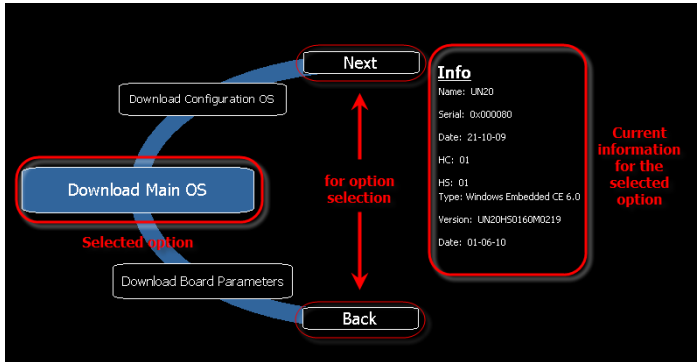 Next
Download Configuration OS
Download Main OS
Selected option
Download Board Parameters
Back
for option
selection
Info
Name: UN20
Serial: 0x000080
Date: 21-10-09
HC: 01
HS: 01
Type: Windows Embedded CE 6.0
Version: UN20HS0160M0219
Date: 01-06-10
Current
information
for the
selected
option